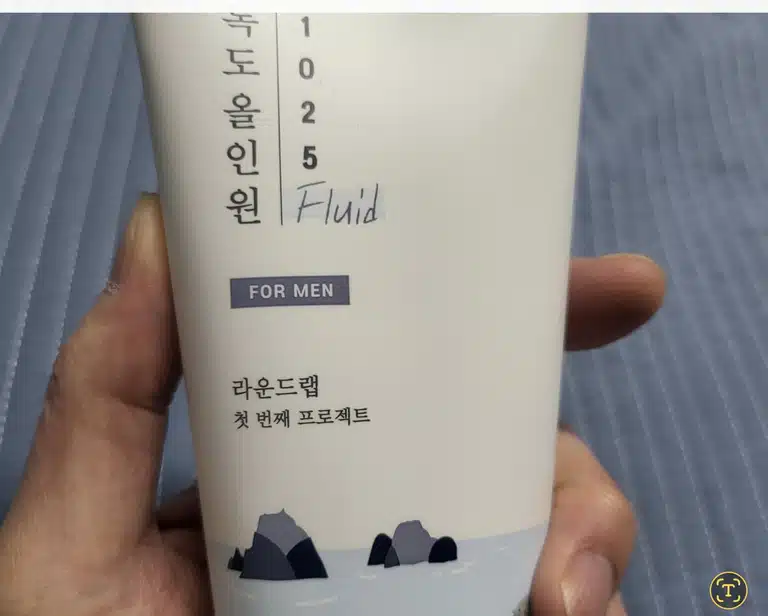 독도올인원
1025
Fluid
FOR MEN
라운드랩
첫 번째 프로젝트